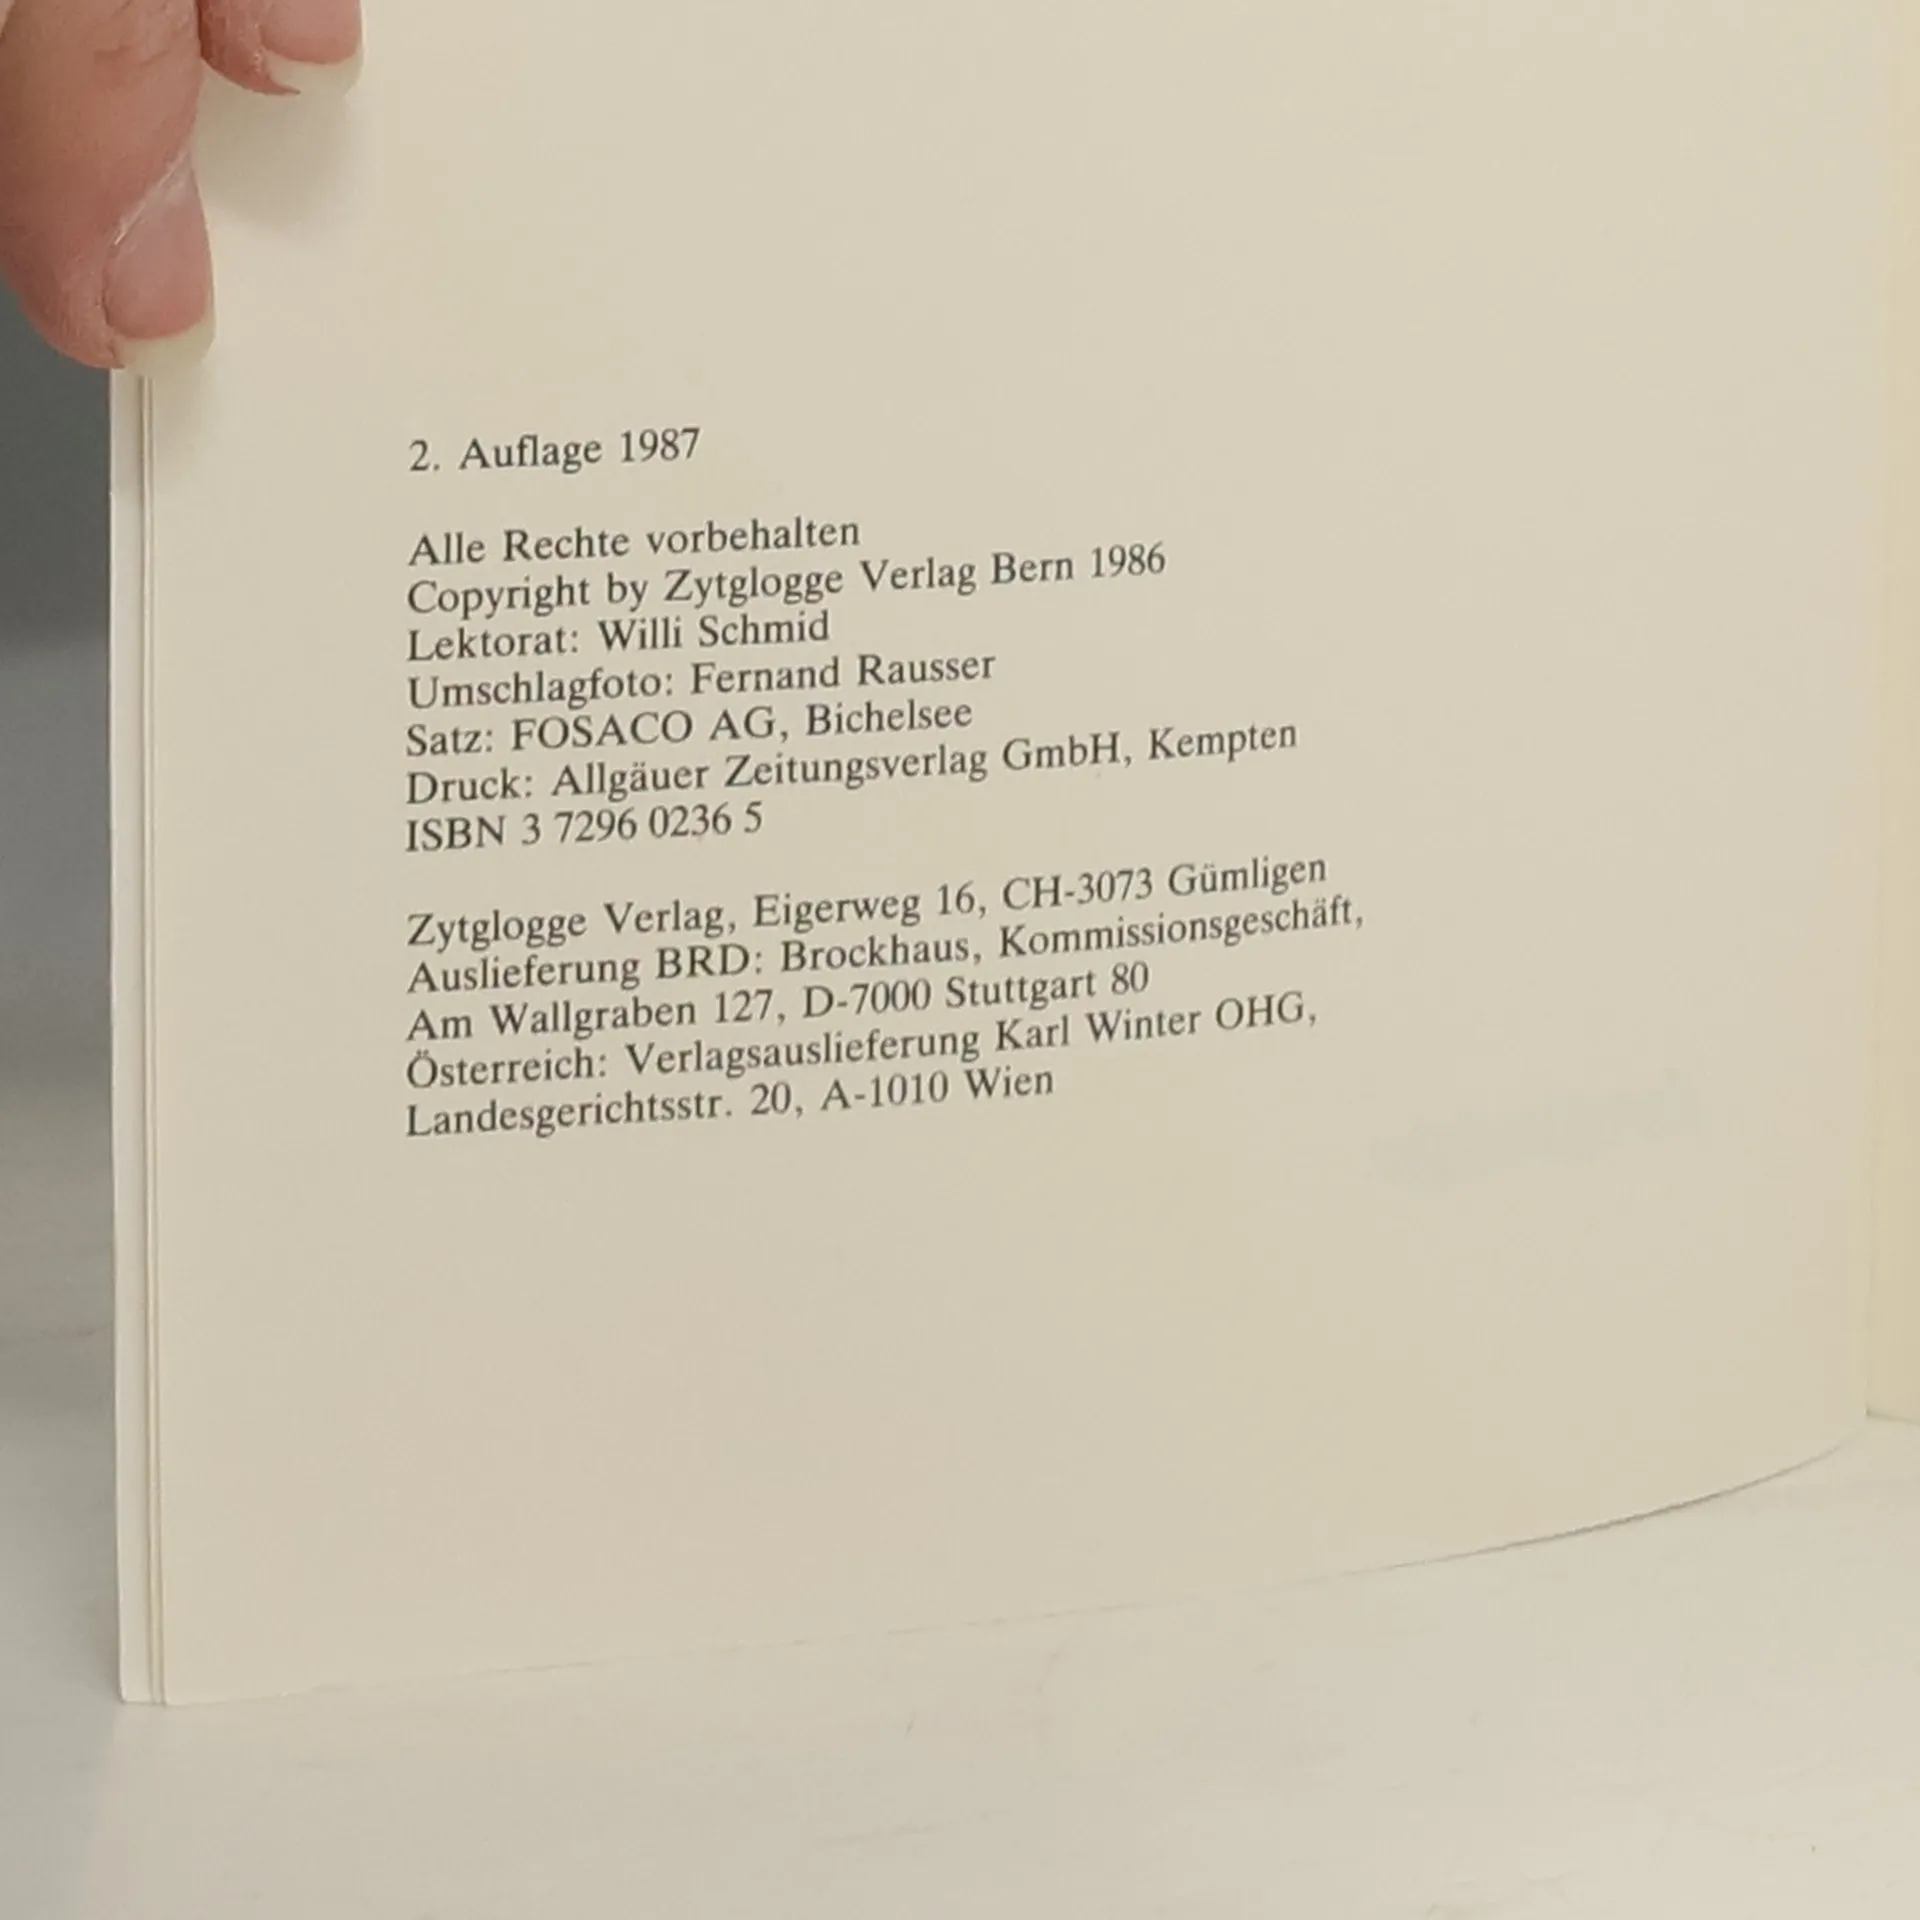 2. Auflage 1987
Alle Rechte vorbehalten
Copyright by Zytglogge Verlag Bern 1986
Lektorat: Willi Schmid
Umschlagfoto: Fernand Rausser
Satz: FOSACO AG, Bichelsee
Druck: Allgäuer Zeitungsverlag GmbH, Kempten
ISBN 3 7296 0236 5
Zytglogge Verlag, Eigerweg 16, CH-3073 Gümligen
Auslieferung BRD: Brockhaus, Kommissionsgeschäft,
Am Wallgraben 127, D-7000 Stuttgart 80
Österreich: Verlagsauslieferung Karl Winter OHG,
Landesgerichtsstr. 20, A-1010 Wien